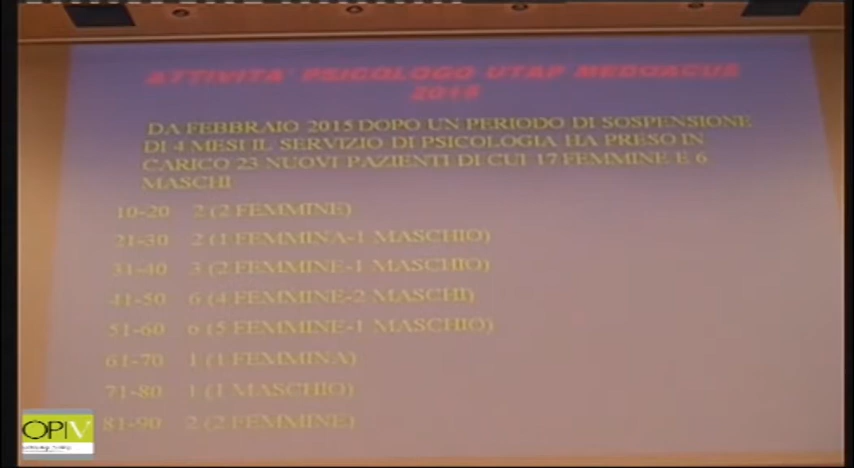 ATTIVITA' PSICOLOGO UTAP MEDOACUS
2015
DA FEBBRAIO 2015 DOPO UN PERIODO DI SOSPENSIONE
DI 4 MESI IL SERVIZIO DI PSICOLOGIA HA PRESO IN
CARICO 23 NUOVI PAZIENTI DI CUI 17 FEMMINE E 6
MASCHI
10-20 2 (2 FEMMINE)
21-30 2 (1 FEMMINA-1 MASCHIO)
31-40 3 (2 FEMMINE-1 MASCHIO)
41-50 6 (4 FEMMINE-2 MASCHI)
51-60 6 (5 FEMMINE-1 MASCHIO)
61-70 1 (1 FEMMINA)
71-80 1 (1 MASCHIO)
81-90 2 (2 FEMMINE)
OPIV